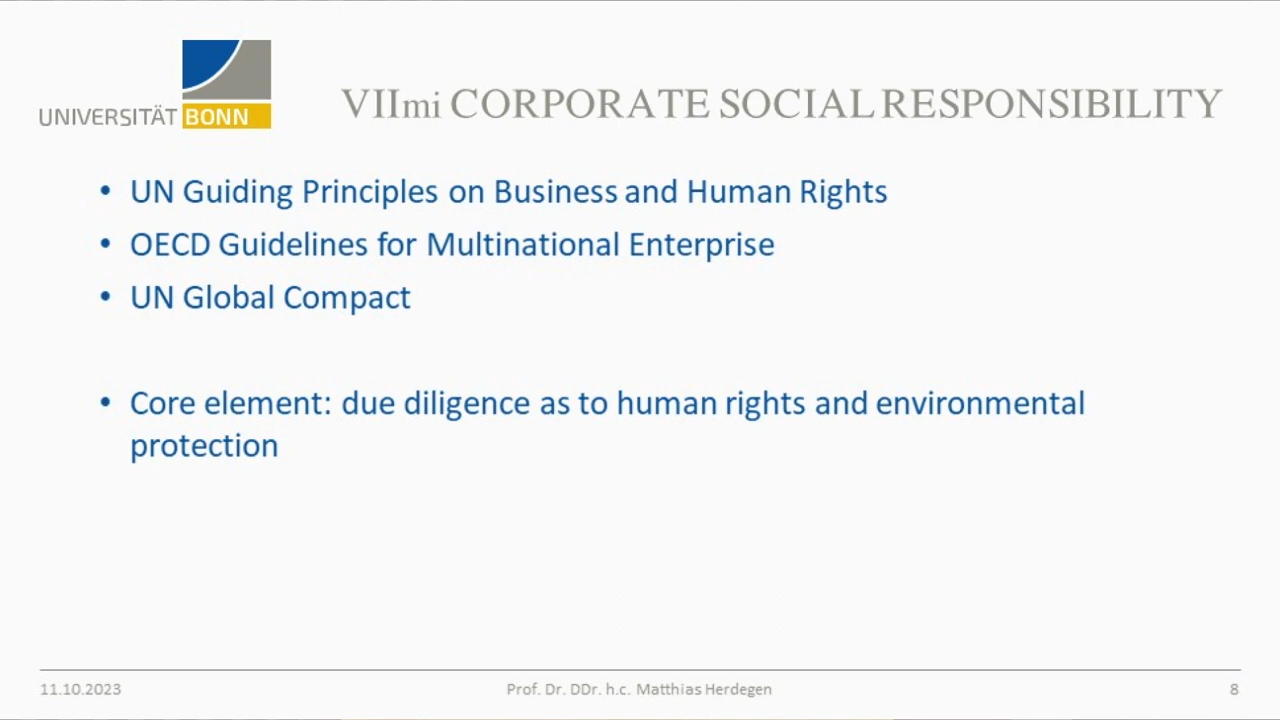 UNIVERSITÄT BONN
VIImi CORPORATE SOCIAL RESPONSIBILITY
• UN Guiding Principles on Business and Human Rights
• OECD Guidelines for Multinational Enterprise
• UN Global Compact
• Core element: due diligence as to human rights and environmental
protection
11.10.2023 Prof. Dr. DDr. h.c. Matthias Herdegen 8